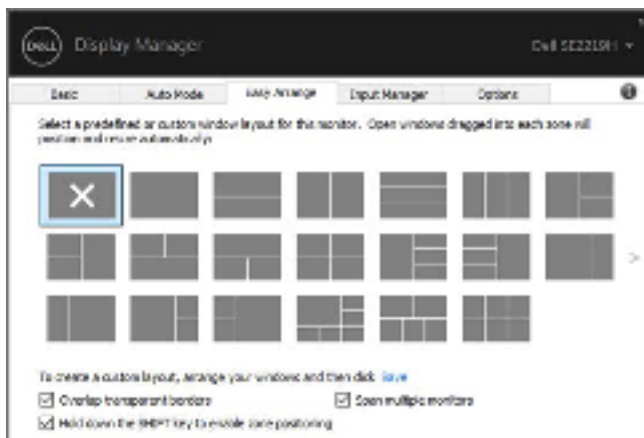 DELL Display Manager Dell SE2219H
Basic Auto Mode Easy Arrange Input Manager Options
Select a predefined or custom window layout for this monitor. Open windows dragged into each zone will
position and resize automatically.
To create a custom layout, arrange your windows and then click Save
Overlap transparent borders Span multiple monitors
Hold down the SHIFT key to enable zone positioning